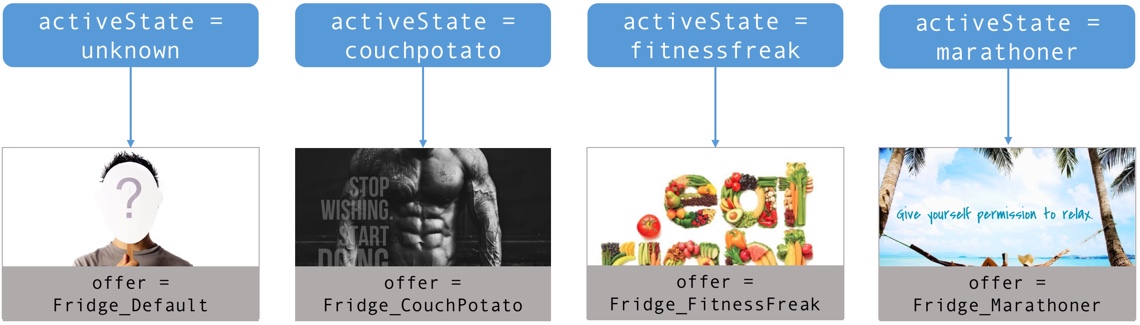 activeState =
unknown
activeState =
couchpotato
activeState =
fitnessfreak
activeState =
marathoner
?
STOP
WISHING.
START
DOING
eat
Give yourself permission to relax.
offer =
Fridge_Default
offer =
Fridge_CouchPotato
offer =
Fridge_FitnessFreak
offer =
Fridge_Marathoner